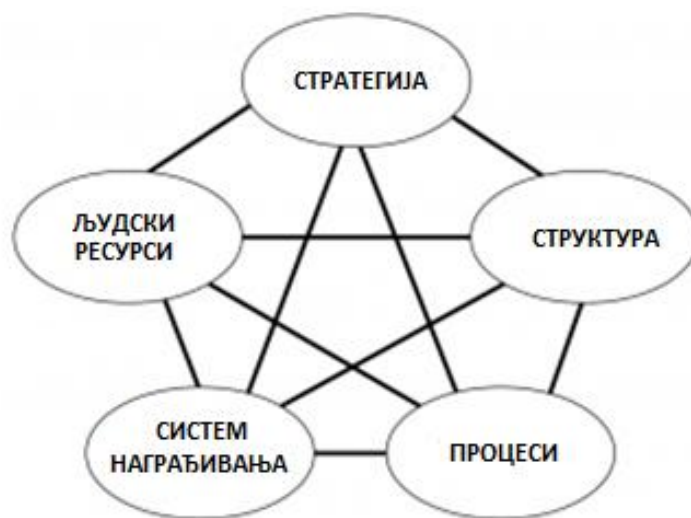 СТРАТЕГИЈА
ЉУДСКИ
РЕСУРСИ
СТРУКТУРА
СИСТЕМ
НАГРАЂИВАЊА
ПРОЦЕСИ